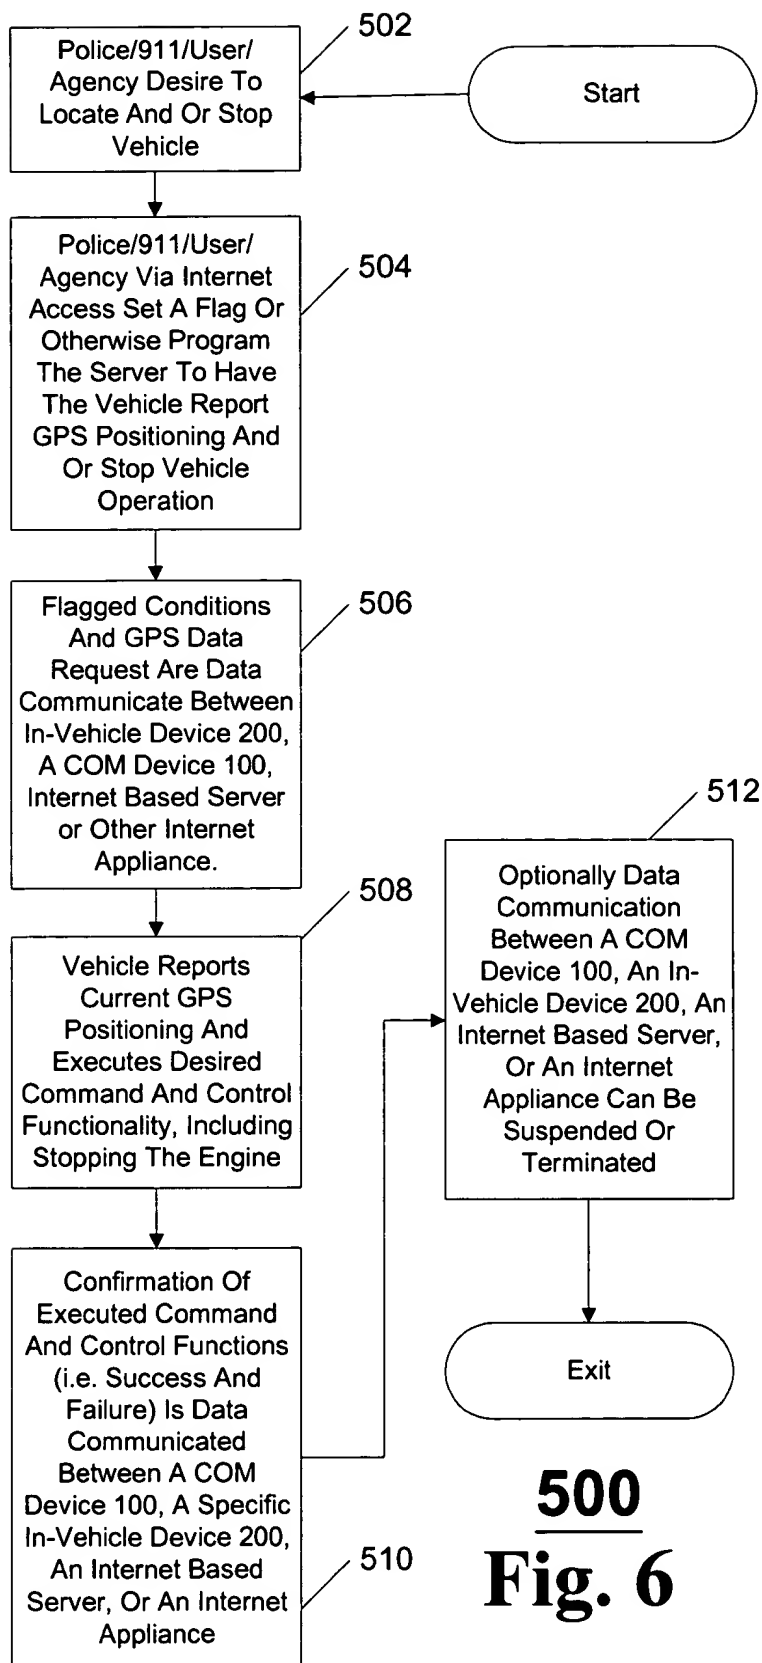 Start
502
Police/911/User/
Agency Desire To
Locate And Or Stop
Vehicle
504
Police/911/User/
Agency Via Internet
Access Set A Flag Or
Otherwise Program
The Server To Have
The Vehicle Report
GPS Positioning And
Or Stop Vehicle
Operation
506
Flagged Conditions
And GPS Data
Request Are Data
Communicate Between
In-Vehicle Device 200,
A COM Device 100,
Internet Based Server
or Other Internet
Appliance.
508
Vehicle Reports
Current GPS
Positioning And
Executes Desired
Command And Control
Functionality, Including
Stopping The Engine
510
Confirmation Of
Executed Command
And Control Functions
(i.e. Success And
Failure) Is Data
Communicated
Between A COM
Device 100, A Specific
In-Vehicle Device 200,
An Internet Based
Server, Or An Internet
Appliance
512
Optionally Data
Communication
Between A COM
Device 100, An In-
Vehicle Device 200, An
Internet Based Server,
Or An Internet
Appliance Can Be
Suspended Or
Terminated
Exit
500
Fig. 6